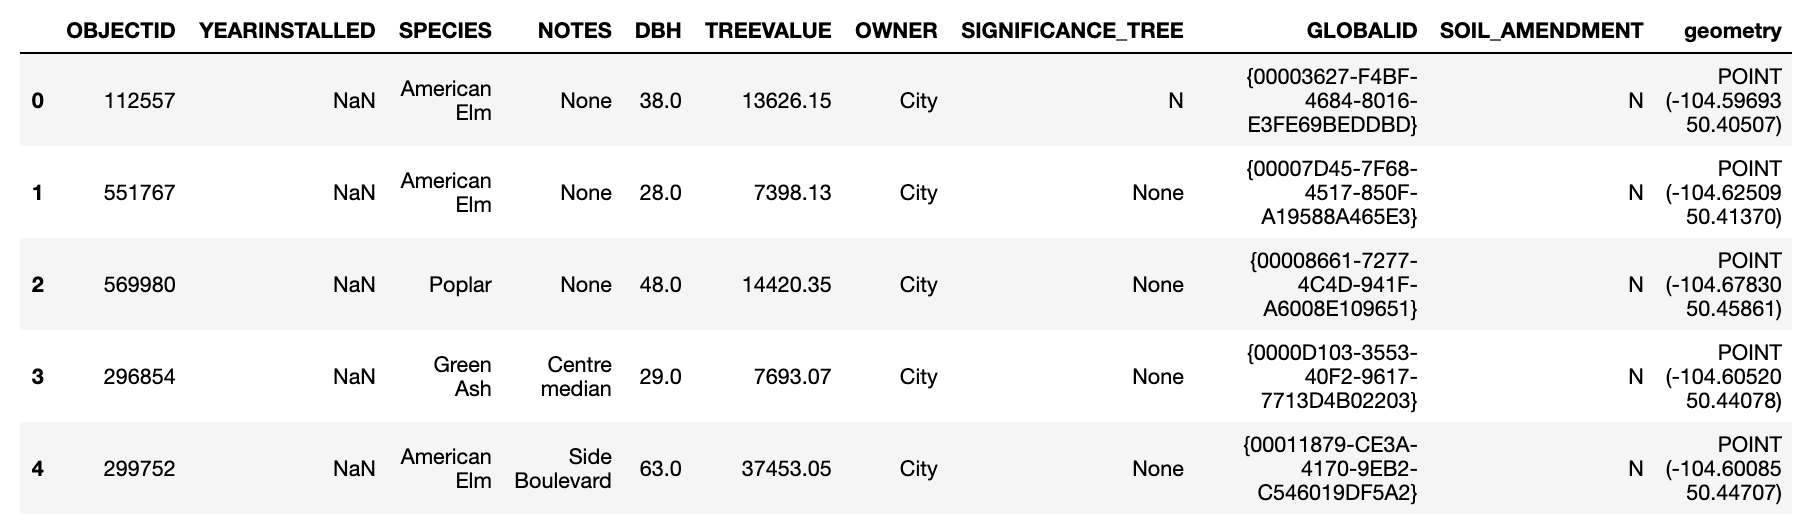 OBJECTID YEARINSTALLED SPECIES NOTES DBH TREEVALUE OWNER SIGNIFICANCE_TREE GLOBALID SOIL_AMENDMENT geometry
0 112557 NaN American Elm None 38.0 13626.15 City N {00003627-F4BF-4684-8016-E3FE69BEDDBD} N POINT (-104.59693 50.40507)
1 551767 NaN American Elm None 28.0 7398.13 City None {00007D45-7F68-4517-850F-A19588A465E3} N POINT (-104.62509 50.41370)
2 569980 NaN Poplar None 48.0 14420.35 City None {00008661-7277-4C4D-941F-A6008E109651} N POINT (-104.67830 50.45861)
3 296854 NaN Green Ash Centre median 29.0 7693.07 City None {0000D103-3553-40F2-9617-7713D4B02203} N POINT (-104.60520 50.44078)
4 299752 NaN American Elm Side Boulevard 63.0 37453.05 City None {00011879-CE3A-4170-9EB2-C546019DF5A2} N POINT (-104.60085 50.44707)